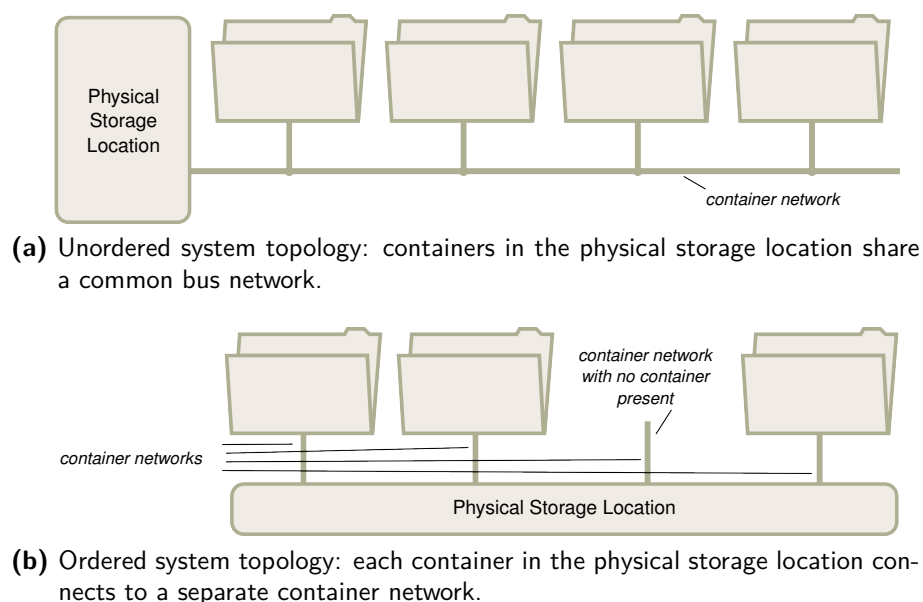 Physical
Storage
Location
container network
(a) Unordered system topology: containers in the physical storage location share
a common bus network.
container network
with no container
present
container networks
Physical Storage Location
(b) Ordered system topology: each container in the physical storage location con-
nects to a separate container network.